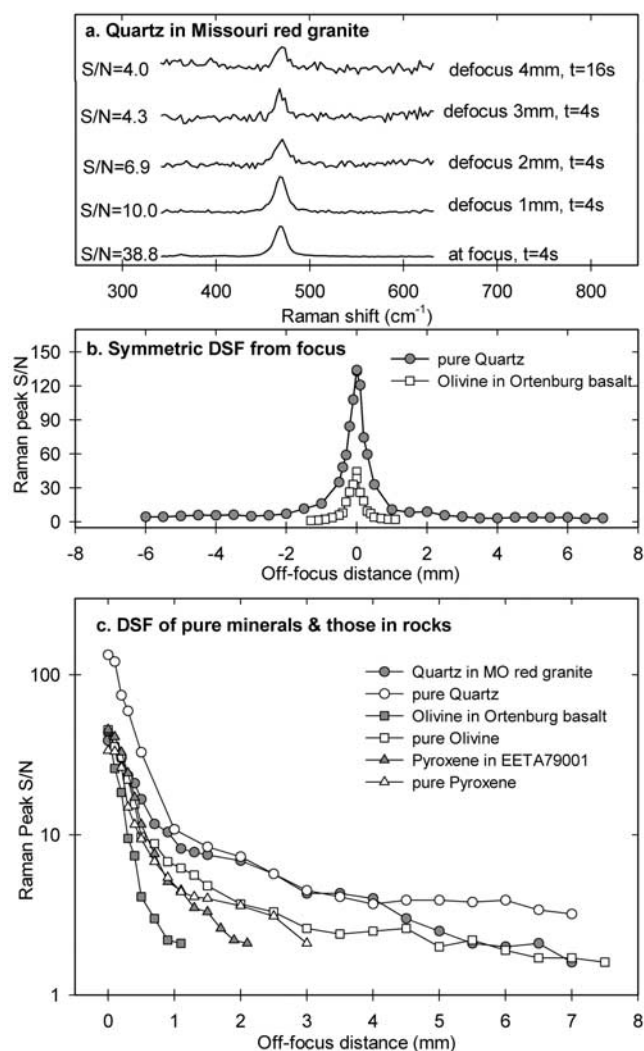 a. Quartz in Missouri red granite
S/N=4.0 defocus 4mm, t=16s
S/N=4.3 defocus 3mm, t=4s
S/N=6.9 defocus 2mm, t=4s
S/N=10.0 defocus 1mm, t=4s
S/N=38.8 at focus, t=4s
300 400 500 600 700 800
Raman shift (cm⁻¹)
b. Symmetric DSF from focus
pure Quartz
Olivine in Ortenburg basalt
Raman peak S/N
150
120
90
60
30
0
-8 -6 -4 -2 0 2 4 6 8
Off-focus distance (mm)
c. DSF of pure minerals & those in rocks
Quartz in MO red granite
pure Quartz
Olivine in Ortenburg basalt
pure Olivine
Pyroxene in EETA79001
pure Pyroxene
Raman Peak S/N
100
10
1
0 1 2 3 4 5 6 7 8
Off-focus distance (mm)